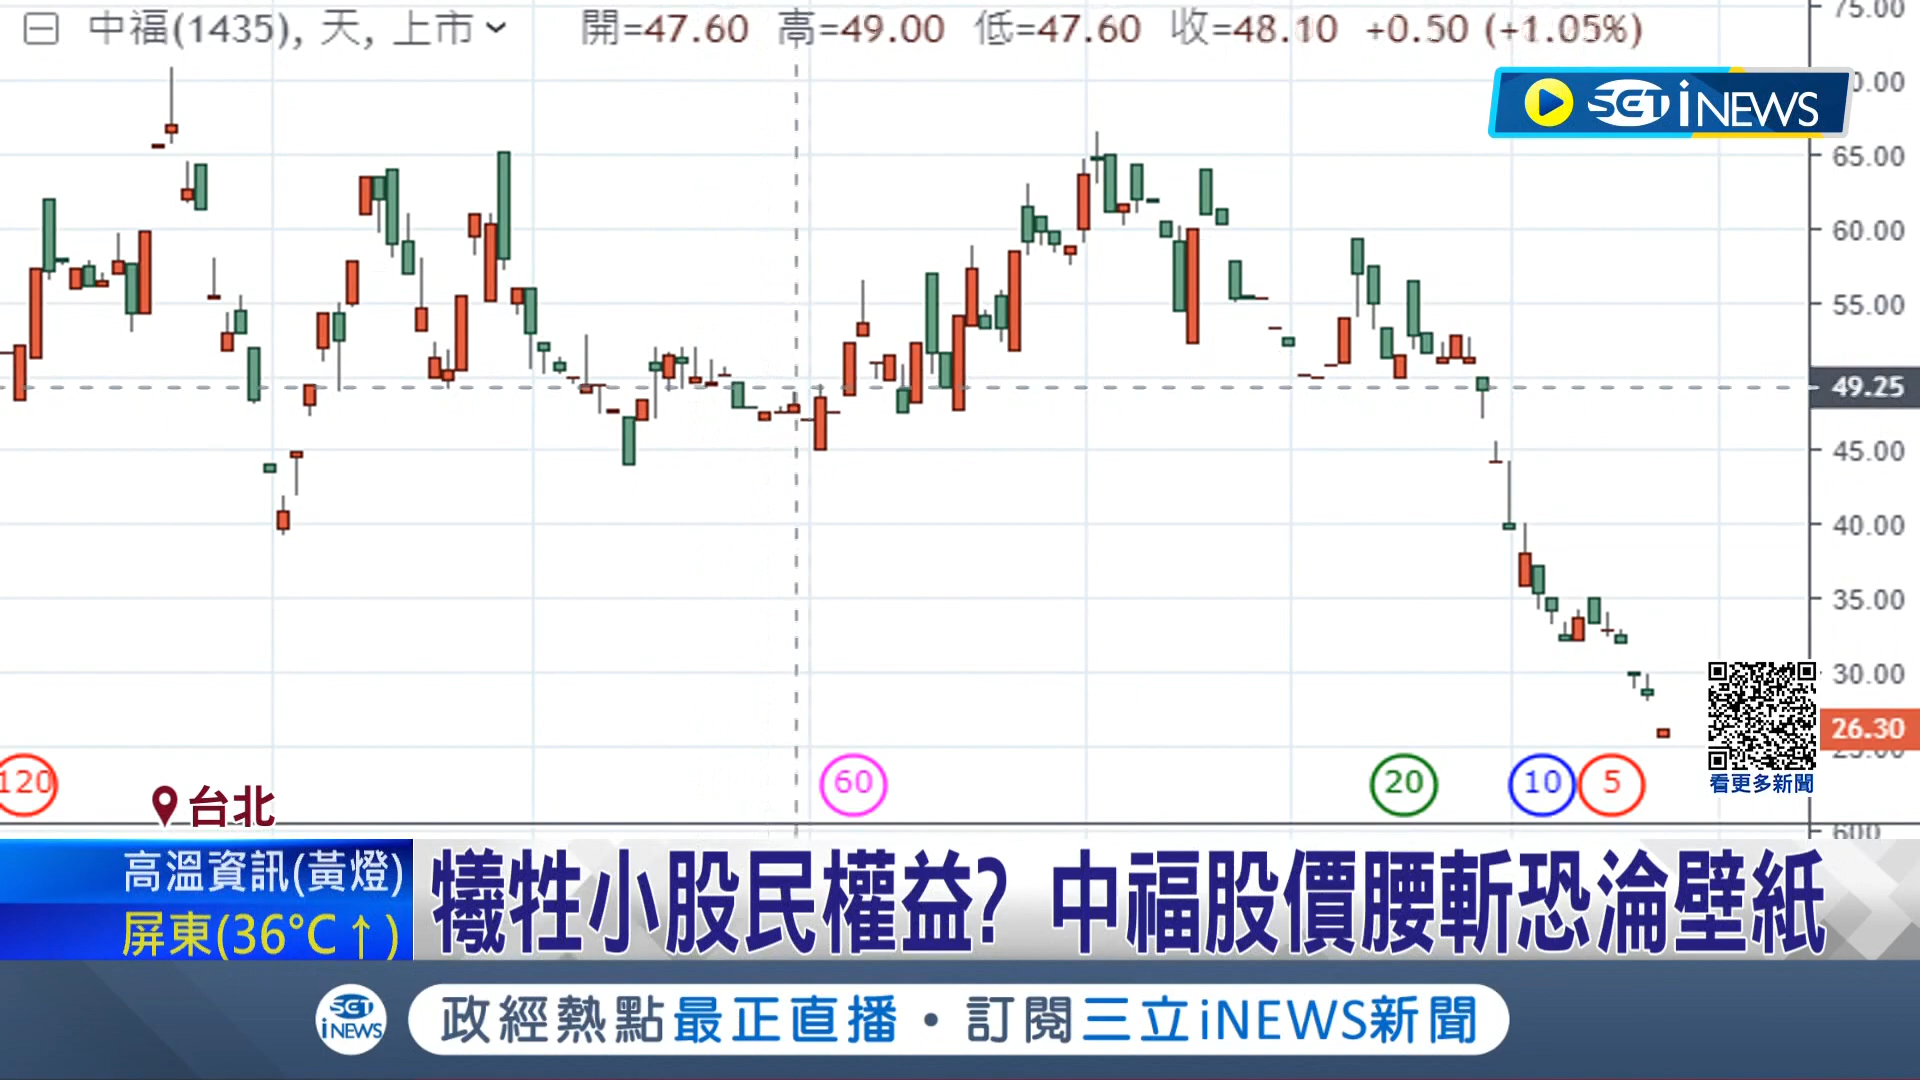 中福(1435), 天, 上市 開=47.60 高=49.00 低=47.60 收=48.10 +0.50 (+1.05%)
75.00
SET iNEWS
65.00
60.00
55.00
49.25
45.00
40.00
35.00
30.00
26.30
看更多新聞
120
60
20
10
5
台北
600
高溫資訊(黃燈)
屏東(36°C↑)
犧牲小股民權益? 中福股價腰斬恐淪壁紙
SET iNEWS
政經熱點最正直播・訂閱三立iNEWS新聞